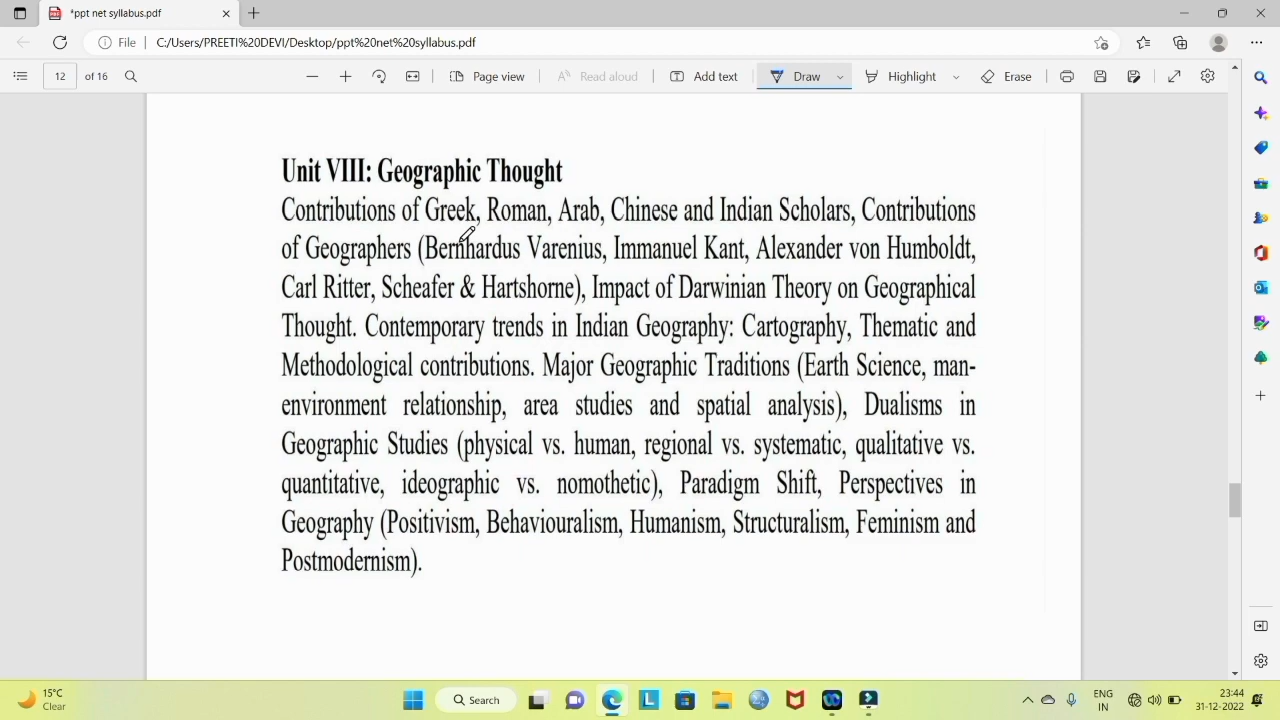 *ppt net syllabus.pdf
File
C:/Users/PREETI%20DEVI/Desktop/ppt%20net%20syllabus.pdf
12 of 16
Page view
Read aloud
Add text
Draw
Highlight
Erase
Unit VIII: Geographic Thought
Contributions of Greek, Roman, Arab, Chinese and Indian Scholars, Contributions
of Geographers (Bernhardus Varenius, Immanuel Kant, Alexander von Humboldt,
Carl Ritter, Scheafer & Hartshorne), Impact of Darwinian Theory on Geographical
Thought. Contemporary trends in Indian Geography: Cartography, Thematic and
Methodological contributions. Major Geographic Traditions (Earth Science, man-
environment relationship, area studies and spatial analysis), Dualisms in
Geographic Studies (physical vs. human, regional vs. systematic, qualitative vs.
quantitative, ideographic vs. nomothetic), Paradigm Shift, Perspectives in
Geography (Positivism, Behaviouralism, Humanism, Structuralism, Feminism and
Postmodernism).
15°C
Clear
Search
ENG
IN
23:44
31-12-2022